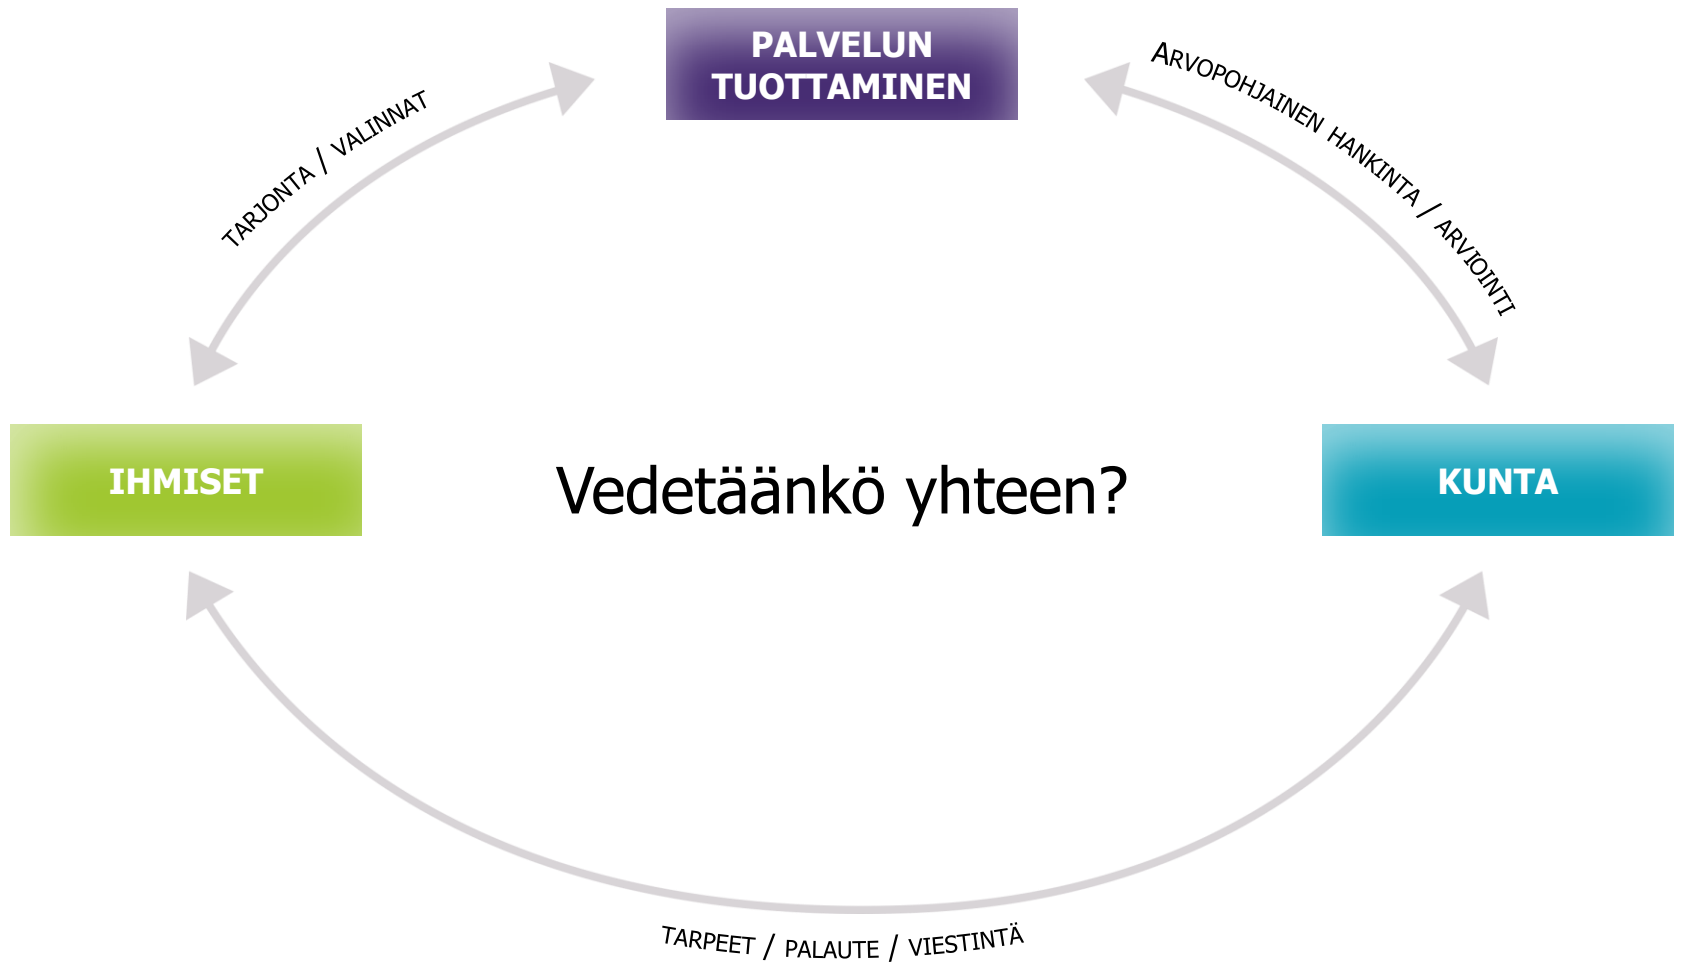 PALVELUN
TUOTTAMINEN
TARJONTA / VALINNAT
ARVOPOHJAINEN HANKINTA / ARVIOINTI
IHMISET
Vedetäänkö yhteen?
KUNTA
TARPEET / PALAUTE / VIESTINTÄ